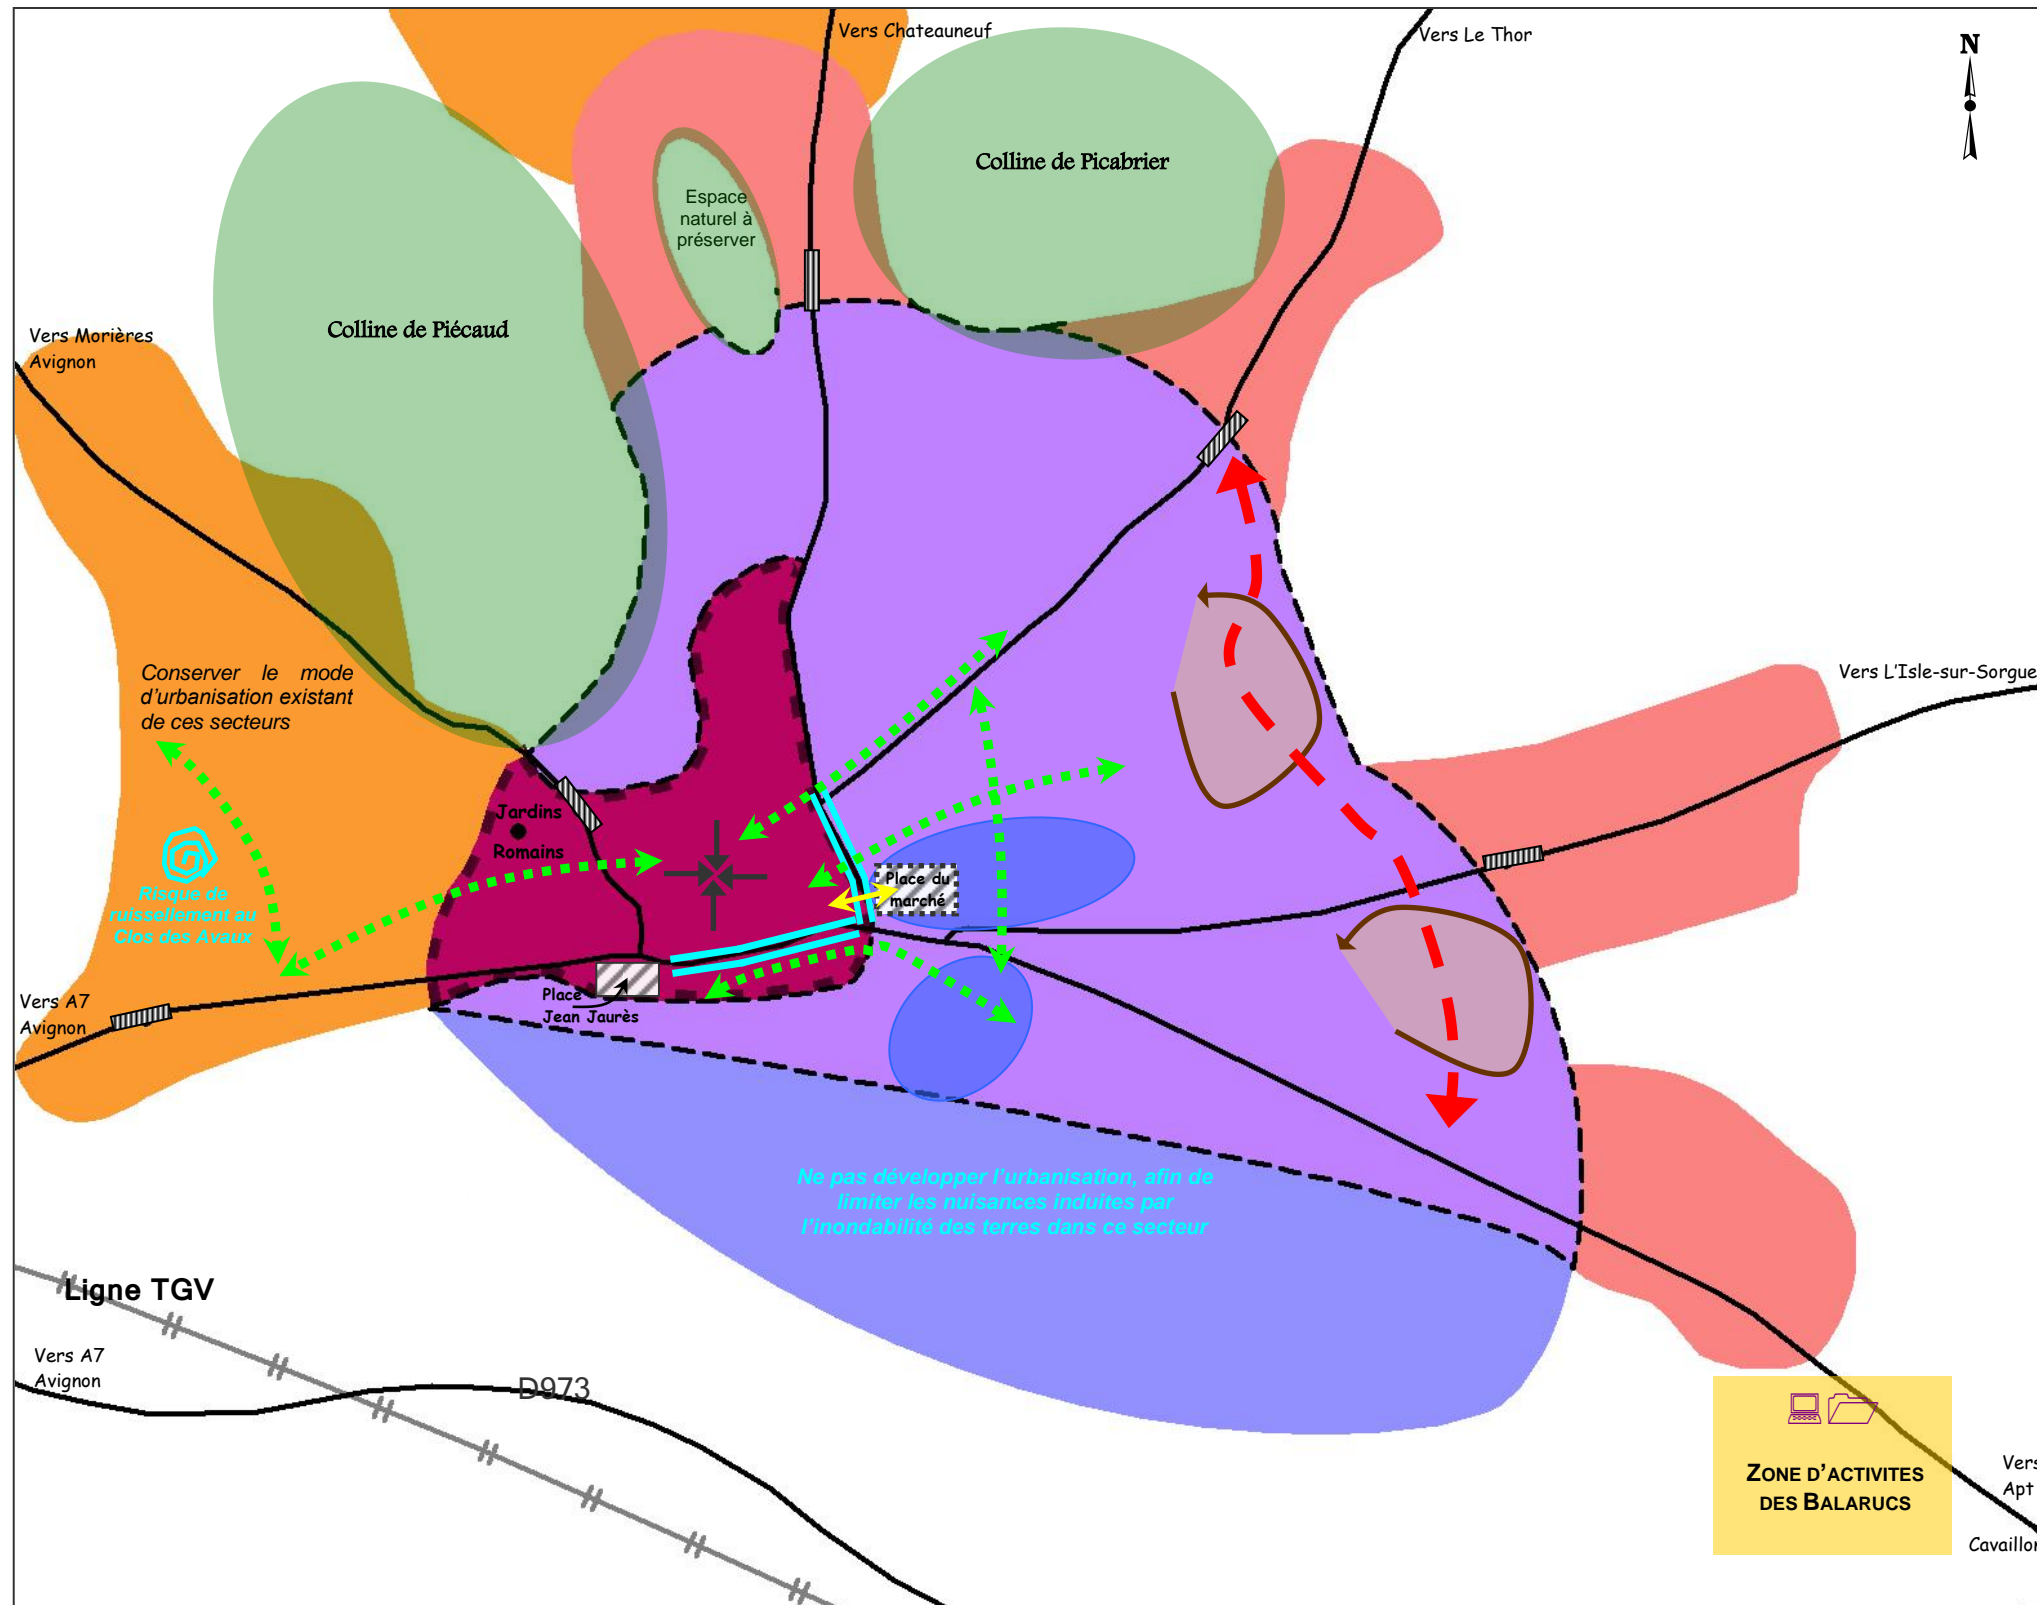 Vers Chateauneuf
Vers Le Thor
N
Colline de Picabrier
Espace
naturel à
préserver
Colline de Piécaud
Vers Morières
Avignon
Conserver le mode
d'urbanisation existant
de ces secteurs
Vers L'Isle-sur-Sorgue
Jardins
Romains
Place du
marché
Risque de
ruissellement au
Clos des Avaux
Place
Jean Jaurès
Vers A7
Avignon
Ne pas développer l'urbanisation, afin de
limiter les nuisances induites par
l'inondabilité des terres dans ce secteur
Ligne TGV
Vers A7
Avignon
D973
ZONE D'ACTIVITES
DES BALARUCS
Vers
Apt
Cavaillon